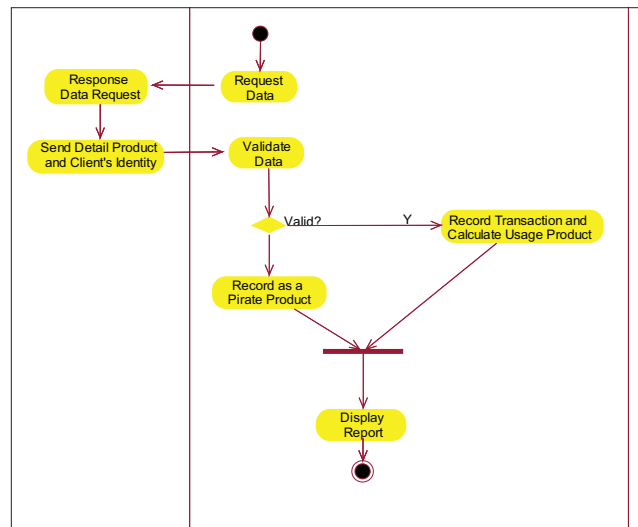 Request
Data
Response
Data Request
Send Detail Product
and Client's Identity
Validate
Data
Valid?
Y
Record Transaction and
Calculate Usage Product
Record as a
Pirate Product
Display
Report